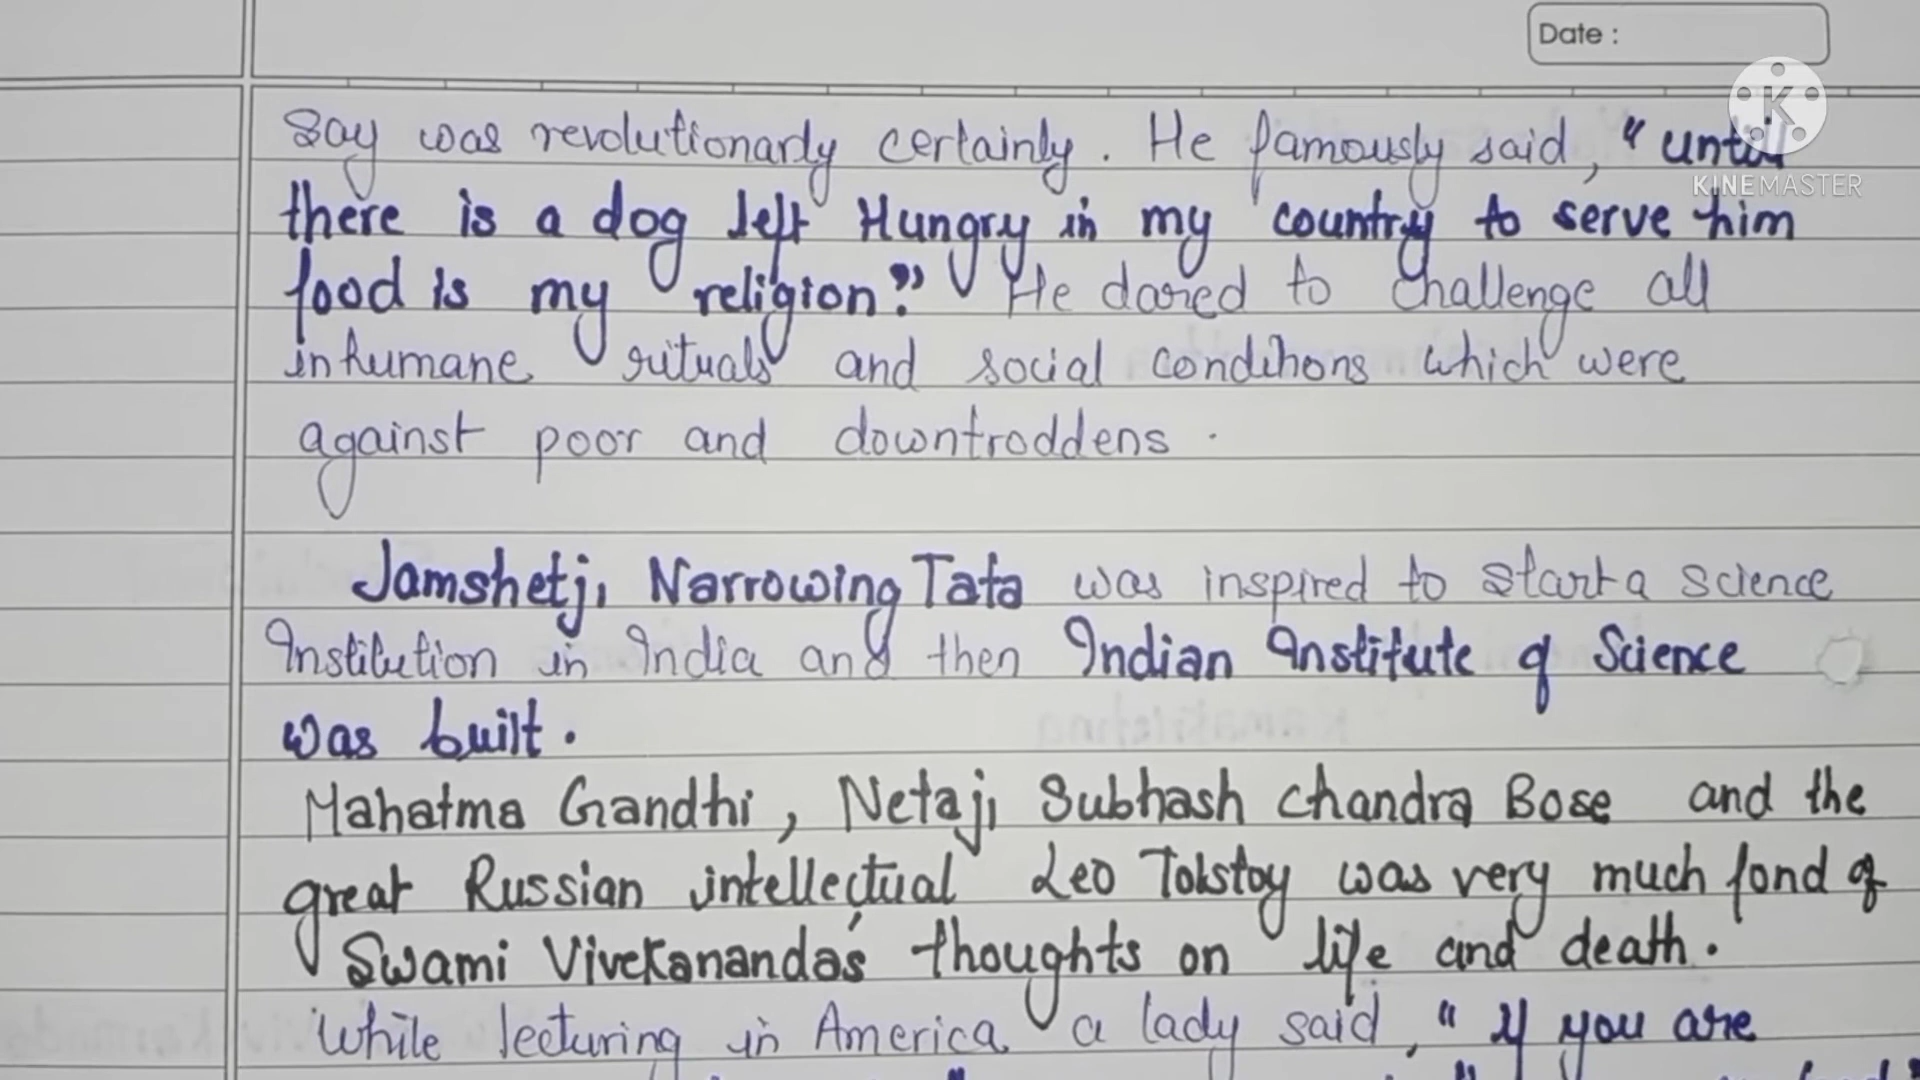 Date :
KINEMASTER
say was revolutionarly certainly. He famously said, "until
there is a dog left Hungry in my country to serve him
food is my religion." He dared to challenge all
inhumane rituals and social conditions which were
against poor and downtroddens.
Jamshetji Narrowing Tata was inspired to start a science
Institution in India and then Indian Institute of Science
was built.
Mahatma Gandhi, Netaji Subhash Chandra Bose and the
great Russian intellectual Leo Tolstoy was very much fond of
Swami Vivekananda's thoughts on life and death.
While lecturing in America a lady said, "If you are